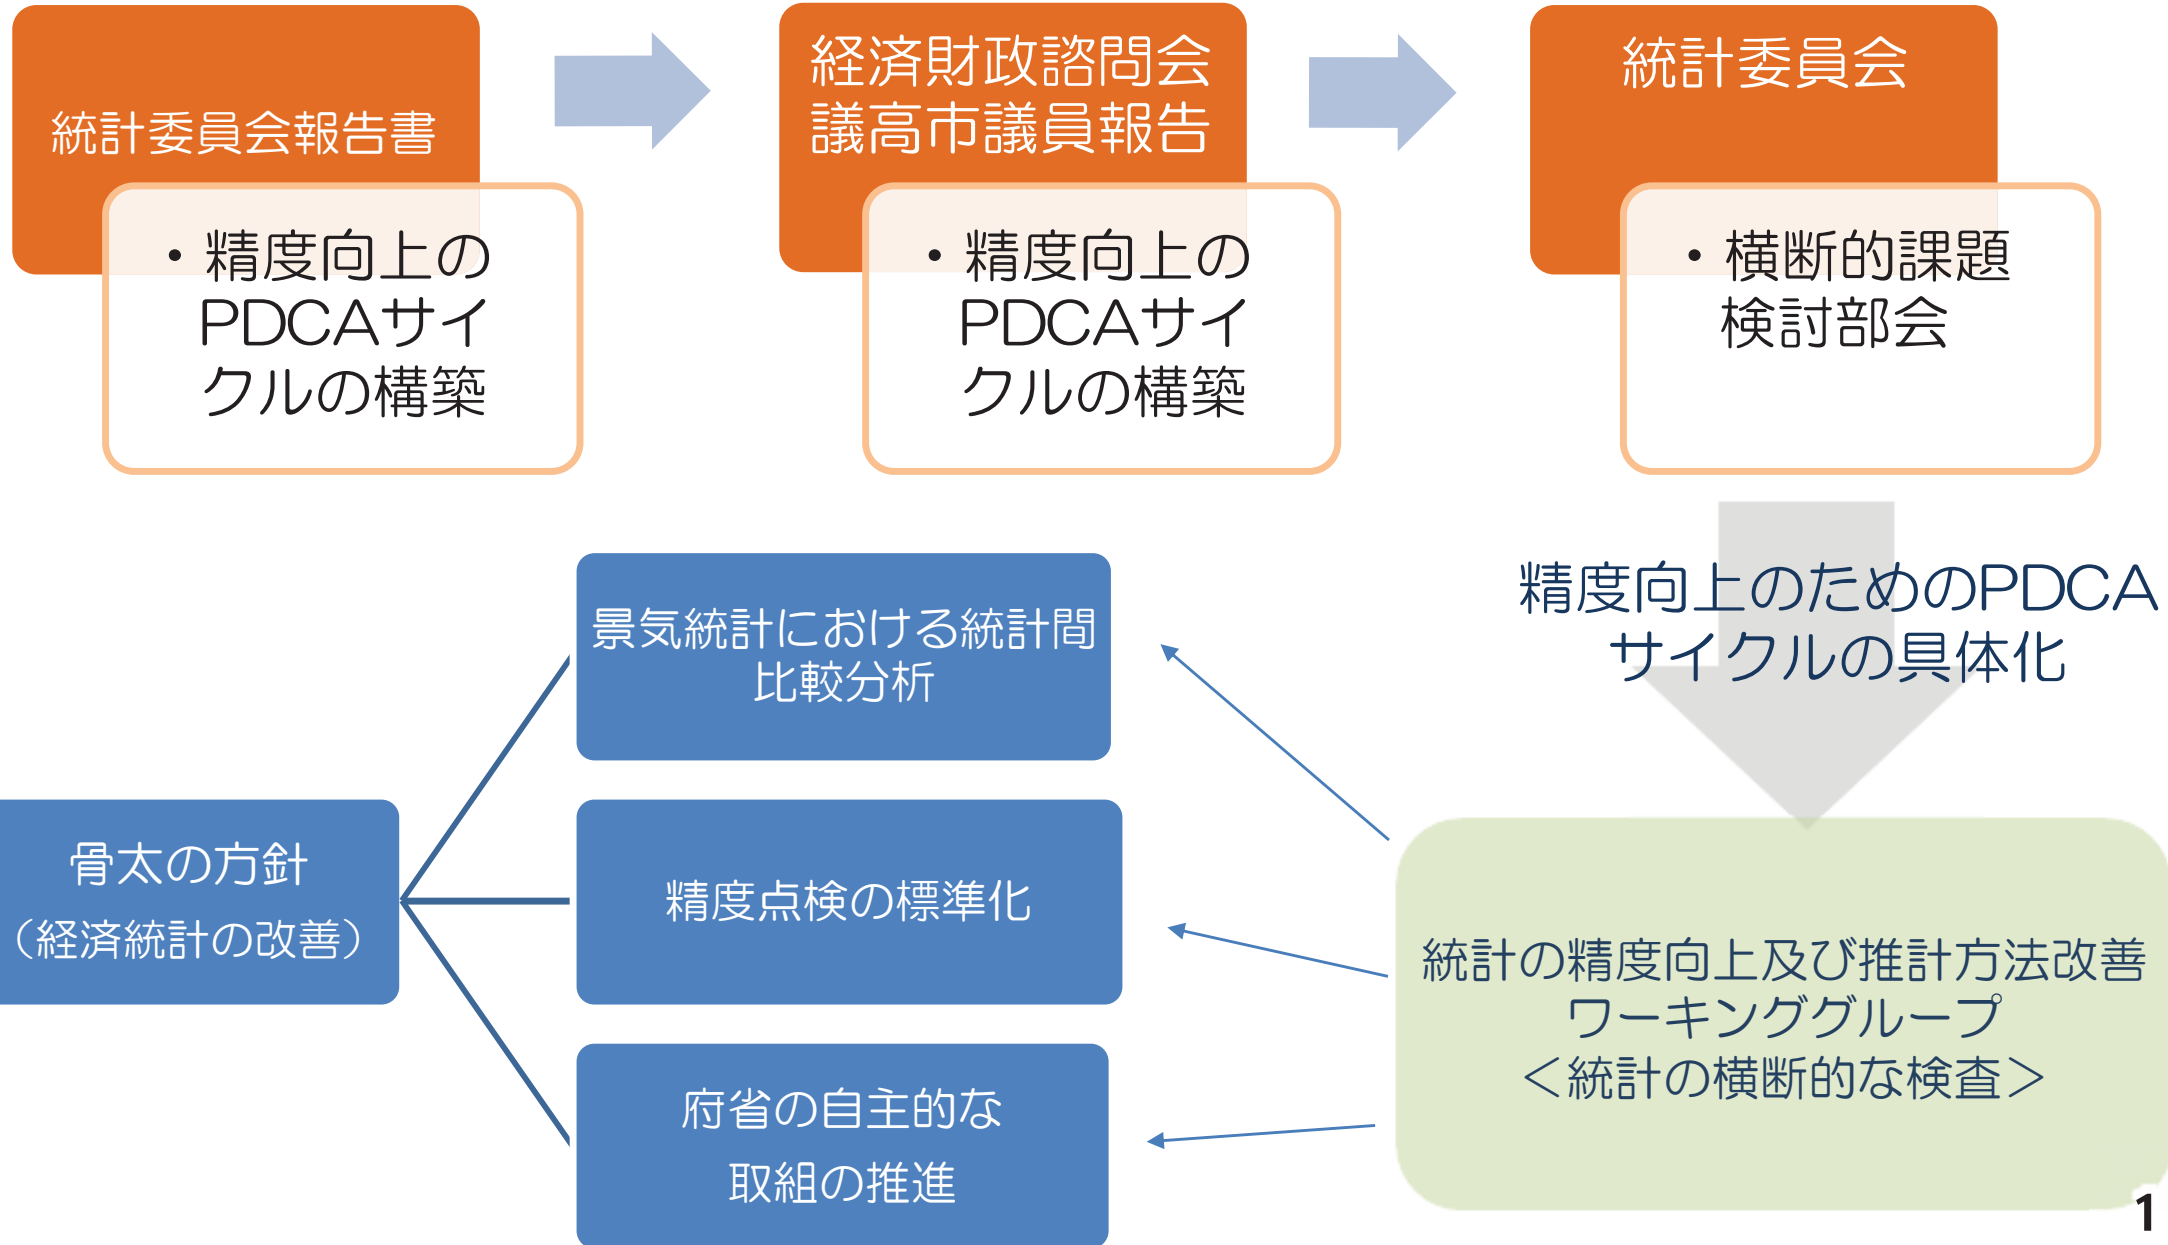 統計委員会報告書
・精度向上の
PDCAサイ
クルの構築
経済財政諮問会
議高市議員報告
・精度向上の
PDCAサイ
クルの構築
統計委員会
・横断的課題
検討部会
精度向上のためのPDCA
サイクルの具体化
景気統計における統計間
比較分析
骨太の方針
（経済統計の改善）
精度点検の標準化
府省の自主的な
取組の推進
統計の精度向上及び推計方法改善
ワーキンググループ
＜統計の横断的な検査＞
1